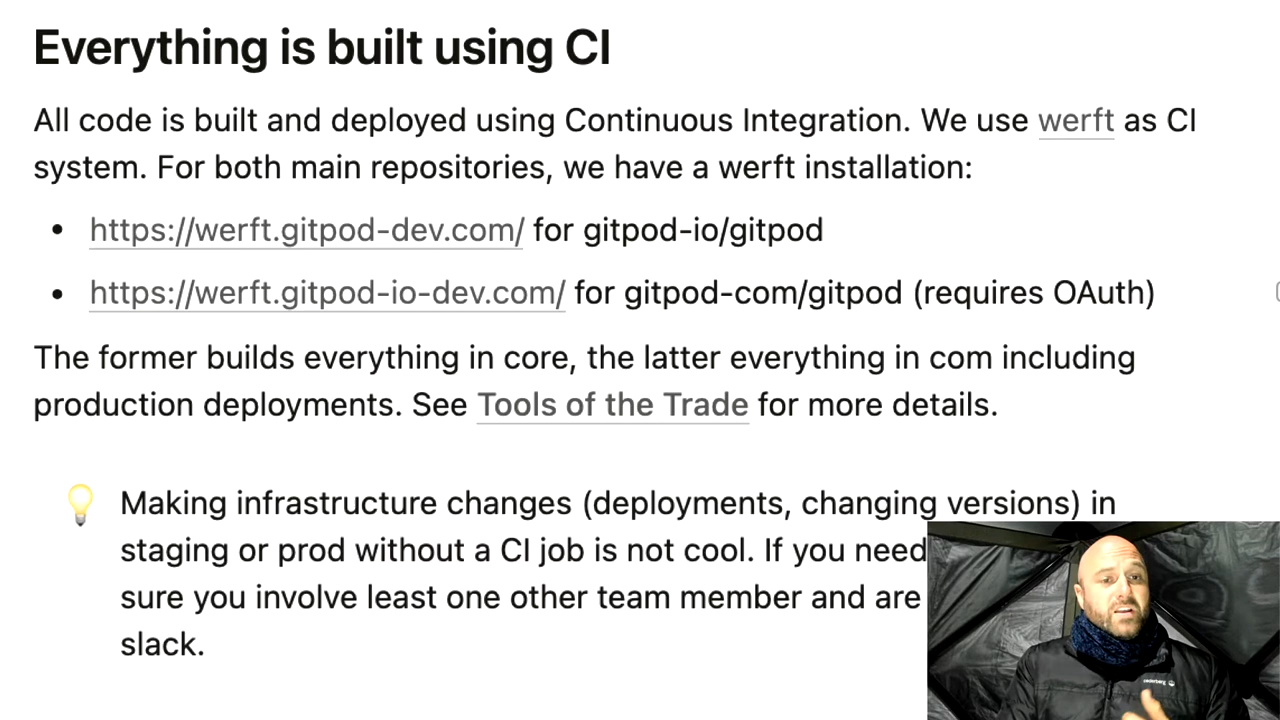 Everything is built using CI
All code is built and deployed using Continuous Integration. We use werft as CI
system. For both main repositories, we have a werft installation:
• https://werft.gitpod-dev.com/ for gitpod-io/gitpod
• https://werft.gitpod-io-dev.com/ for gitpod-com/gitpod (requires OAuth)
The former builds everything in core, the latter everything in com including
production deployments. See Tools of the Trade for more details.
Making infrastructure changes (deployments, changing versions) in
staging or prod without a CI job is not cool. If you need
sure you involve least one other team member and are
slack.